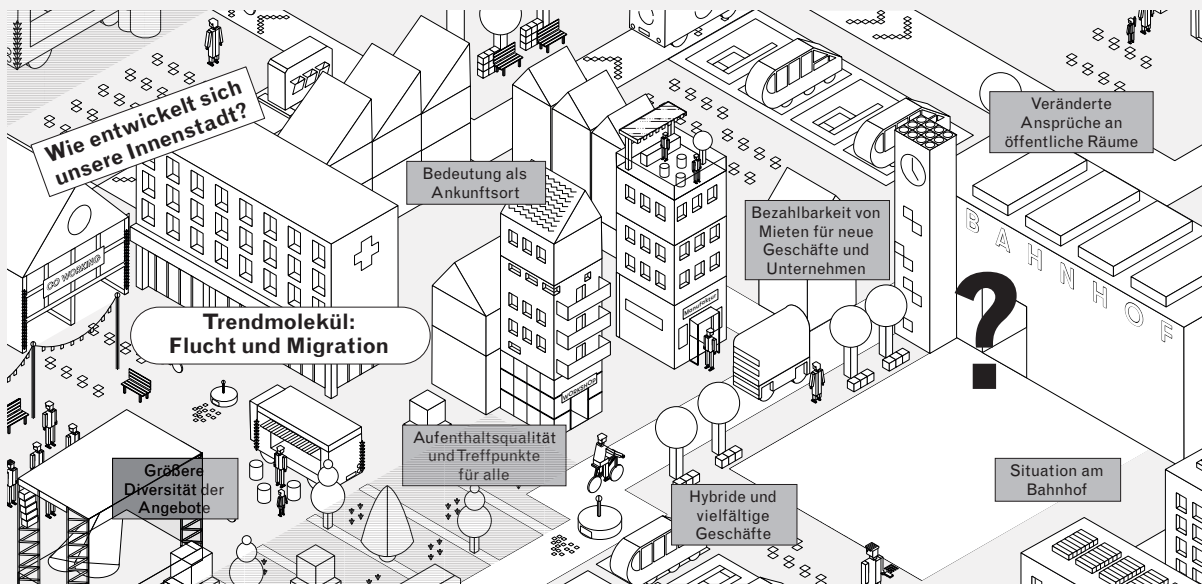 Wie entwickelt sich
unsere Innenstadt?
Veränderte
Ansprüche an
öffentliche Räume
Bedeutung als
Ankunftsort
Bezahlbarkeit von
Mieten für neue
Geschäfte und
Unternehmen
BAHNHOF
CO WORKING
Trendmolekül:
Flucht und Migration
Manufaktur
?
WORKSHOP
Aufenthaltsqualität
und Treffpunkte
für alle
Größere
Diversität der
Angebote
Hybride und
vielfältige
Geschäfte
Situation am
Bahnhof